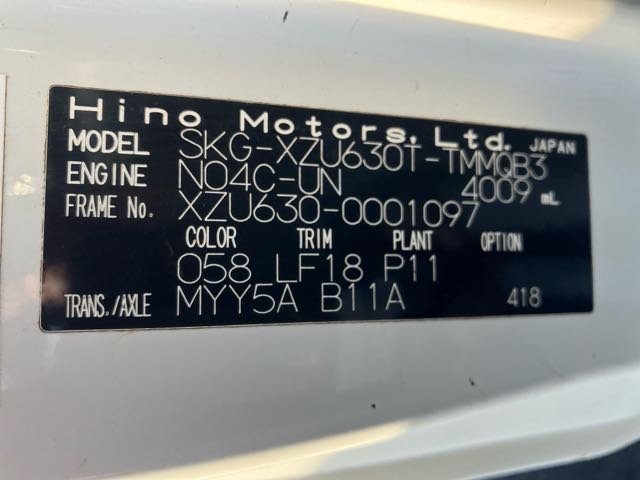 Hino Motors, Ltd. JAPAN
MODEL SKG-XZU630T-TMMQB3
ENGINE N04C-UN 4009 mL
FRAME No. XZU630-0001097
COLOR TRIM PLANT OPTION
058 LF18 P11
TRANS./AXLE MYY5A B11A 418